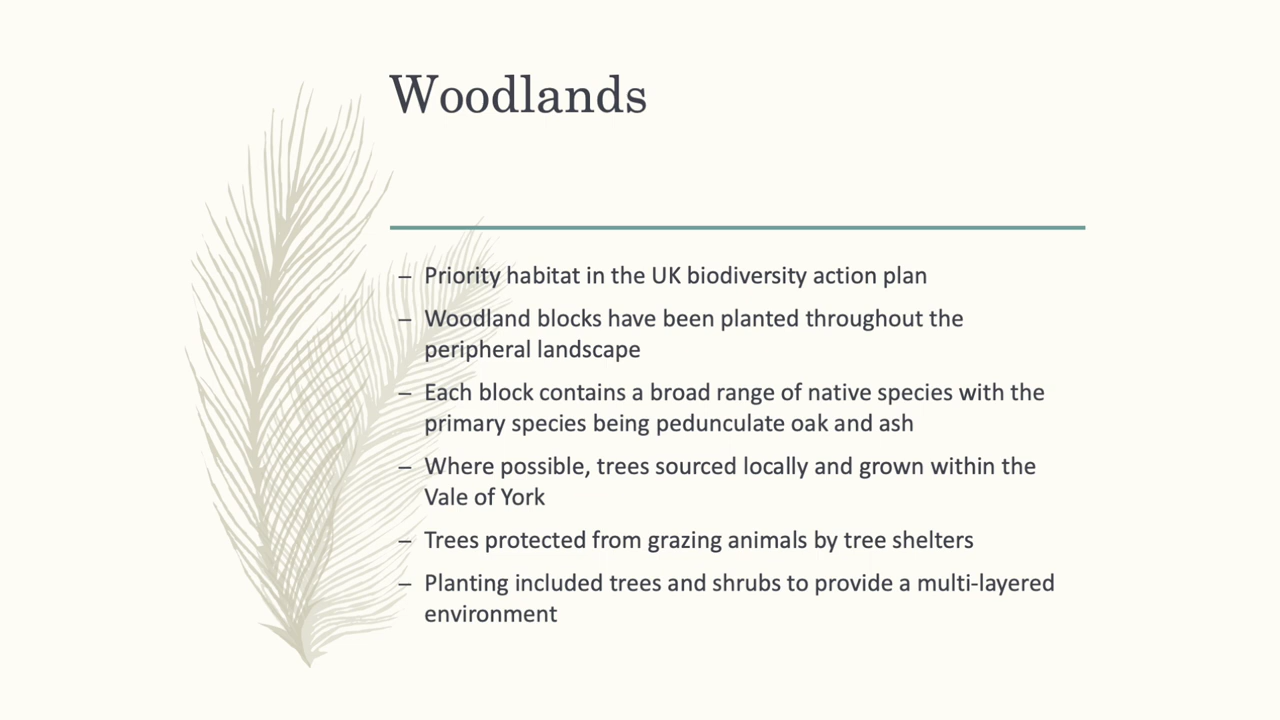 Woodlands
– Priority habitat in the UK biodiversity action plan
– Woodland blocks have been planted throughout the
peripheral landscape
– Each block contains a broad range of native species with the
primary species being pedunculate oak and ash
– Where possible, trees sourced locally and grown within the
Vale of York
– Trees protected from grazing animals by tree shelters
– Planting included trees and shrubs to provide a multi-layered
environment